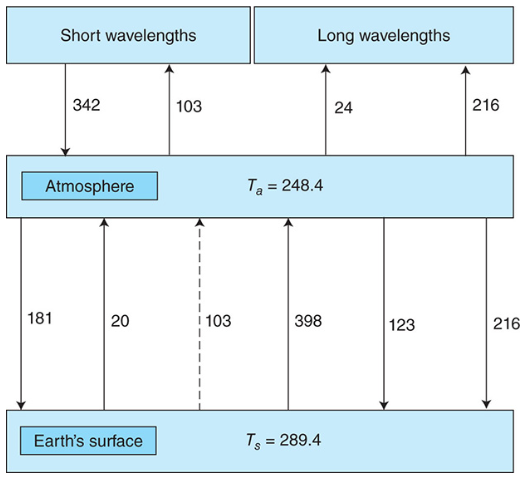 Short wavelengths
Long wavelengths
342
103
24
216
Atmosphere
Ta = 248.4
181
20
103
398
123
216
Earth's surface
Ts = 289.4